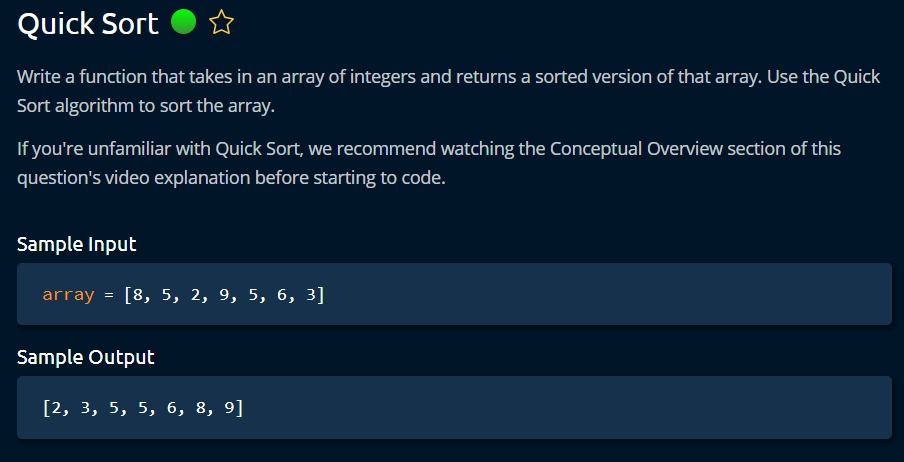 Quick Sort
Write a function that takes in an array of integers and returns a sorted version of that array. Use the Quick
Sort algorithm to sort the array.
If you're unfamiliar with Quick Sort, we recommend watching the Conceptual Overview section of this
question's video explanation before starting to code.
Sample Input
array = [8, 5, 2, 9, 5, 6, 3]
Sample Output
[2, 3, 5, 5, 6, 8, 9]